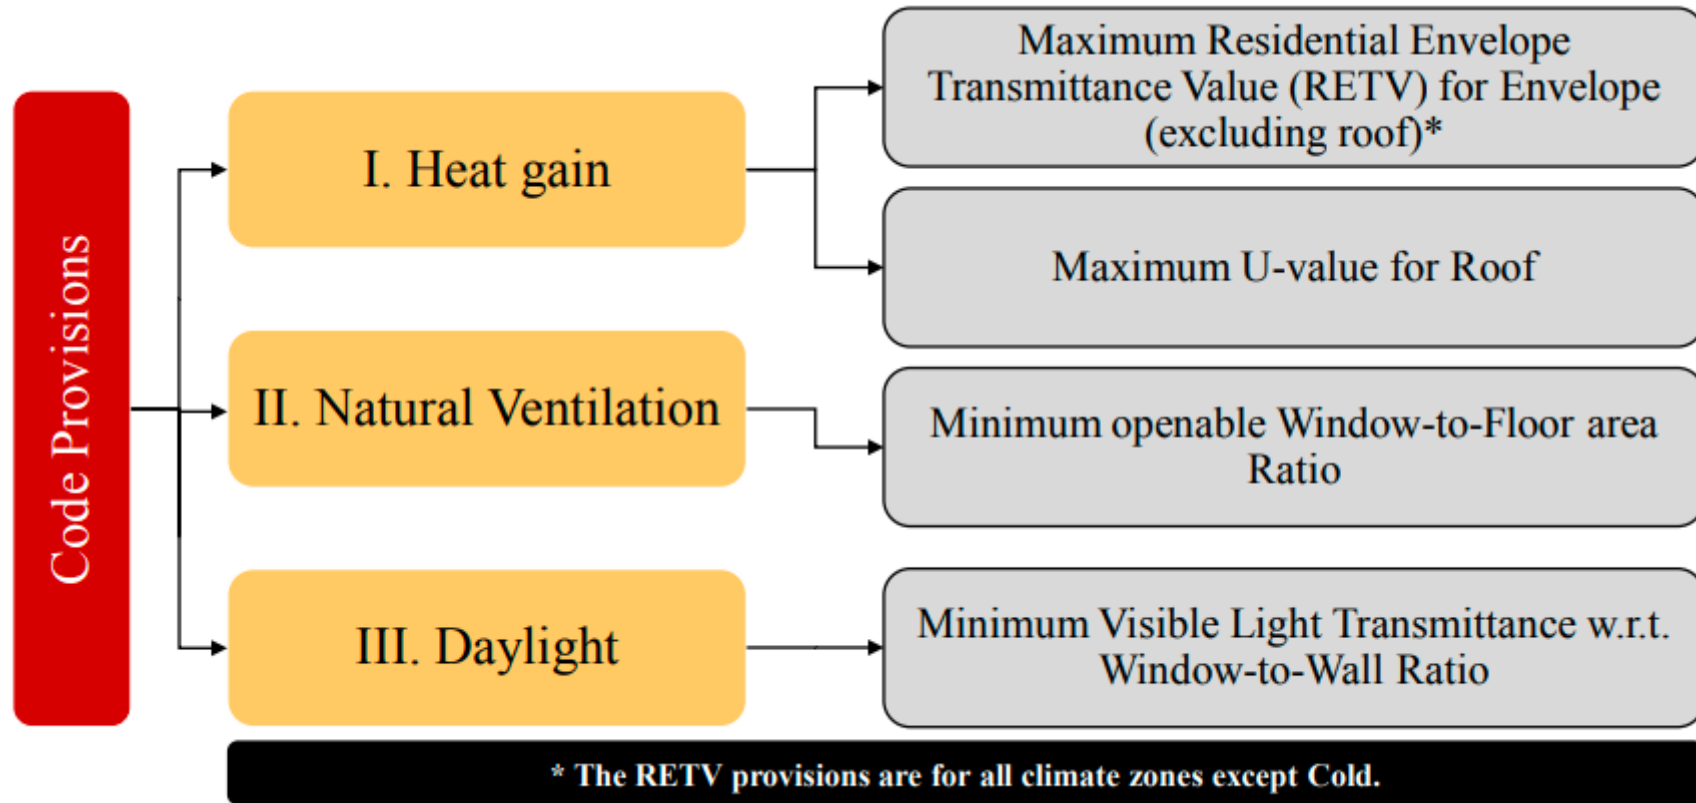 Code Provisions
I. Heat gain
Maximum Residential Envelope
Transmittance Value (RETV) for Envelope
(excluding roof)*
Maximum U-value for Roof
II. Natural Ventilation
Minimum openable Window-to-Floor area
Ratio
III. Daylight
Minimum Visible Light Transmittance w.r.t.
Window-to-Wall Ratio
* The RETV provisions are for all climate zones except Cold.